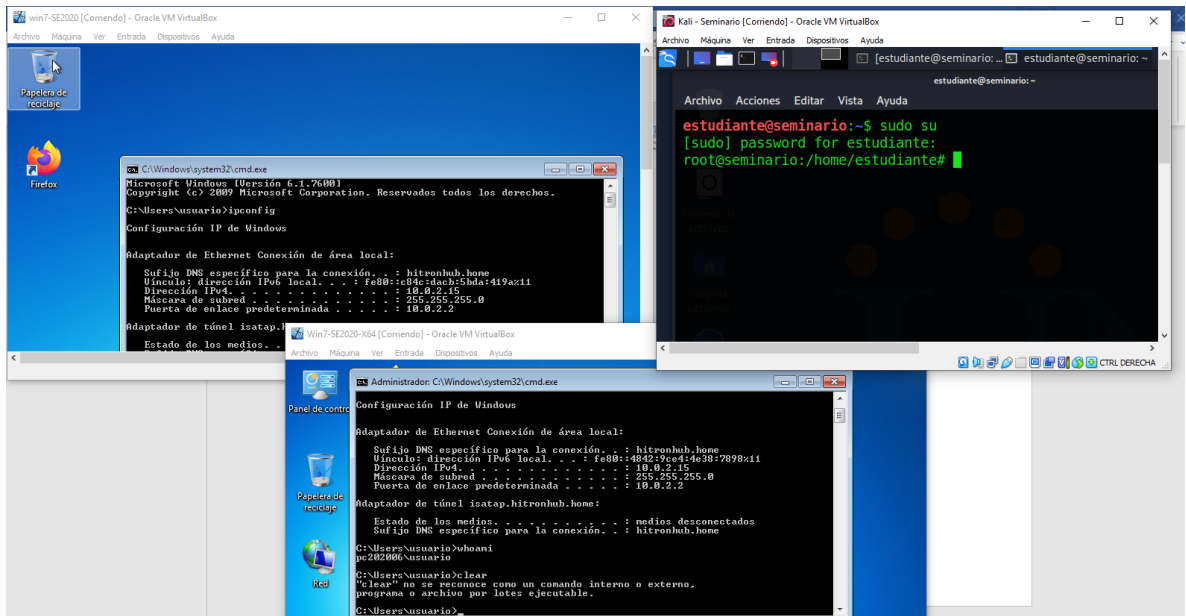 win7-SE2020 [Corriendo] - Oracle VM VirtualBox
Archivo Máquina Ver Entrada Dispositivos Ayuda
Papelera de
reciclaje
Firefox
C:\Windows\system32\cmd.exe
Microsoft Windows [Versión 6.1.7600]
Copyright (c) 2009 Microsoft Corporation. Reservados todos los derechos.
C:\Users\usuario>ipconfig
Configuración IP de Windows
Adaptador de Ethernet Conexión de área local:
Sufijo DNS específico para la conexión. . : hitronhub.home
Vínculo: dirección IPv6 local. . . : fe80::c84c:dacb:5bda:419a%11
Dirección IPv4. . . . . . . . . . . . . . : 10.0.2.15
Máscara de subred . . . . . . . . . . . . : 255.255.255.0
Puerta de enlace predeterminada . . . . . : 10.0.2.2
Adaptador de túnel isatap.
Estado de los medios. . .
Kali - Seminario [Corriendo] - Oracle VM VirtualBox
Archivo Máquina Ver Entrada Dispositivos Ayuda
[estudiante@seminario: ... estudiante@seminario: ~
estudiante@seminario: ~
Archivo Acciones Editar Vista Ayuda
estudiante@seminario:~$ sudo su
[sudo] password for estudiante:
root@seminario:/home/estudiante#
Sistema de
archivos
Carpeta
personal
CTRL DERECHA
Win7-SE2020-X64 [Corriendo] - Oracle VM VirtualBox
Archivo Máquina Ver Entrada Dispositivos Ayuda
Panel de contro
Papelera de
reciclaje
Red
Administrador: C:\Windows\system32\cmd.exe
Configuración IP de Windows
Adaptador de Ethernet Conexión de área local:
Sufijo DNS específico para la conexión. . : hitronhub.home
Vínculo: dirección IPv6 local. . . : fe80::4842:9ce4:4e38:7898%11
Dirección IPv4. . . . . . . . . . . . . . : 10.0.2.15
Máscara de subred . . . . . . . . . . . . : 255.255.255.0
Puerta de enlace predeterminada . . . . . : 10.0.2.2
Adaptador de túnel isatap.hitronhub.home:
Estado de los medios. . . . . . . . . . . : medios desconectados
Sufijo DNS específico para la conexión. . : hitronhub.home
C:\Users\usuario>whoami
pc202006\usuario
C:\Users\usuario>clear
"clear" no se reconoce como un comando interno o externo,
programa o archivo por lotes ejecutable.
C:\Users\usuario>_